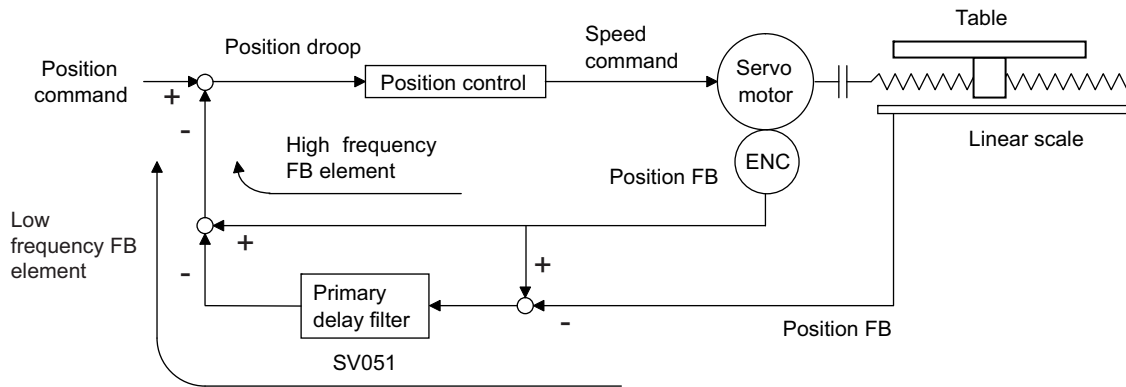 Table
Speed
command
Position droop
Position
command
Position control
Servo
motor
+
-
Linear scale
High frequency
FB element
ENC
Position FB
Low
frequency FB
element
+
+
-
Primary
delay filter
-
Position FB
SV051